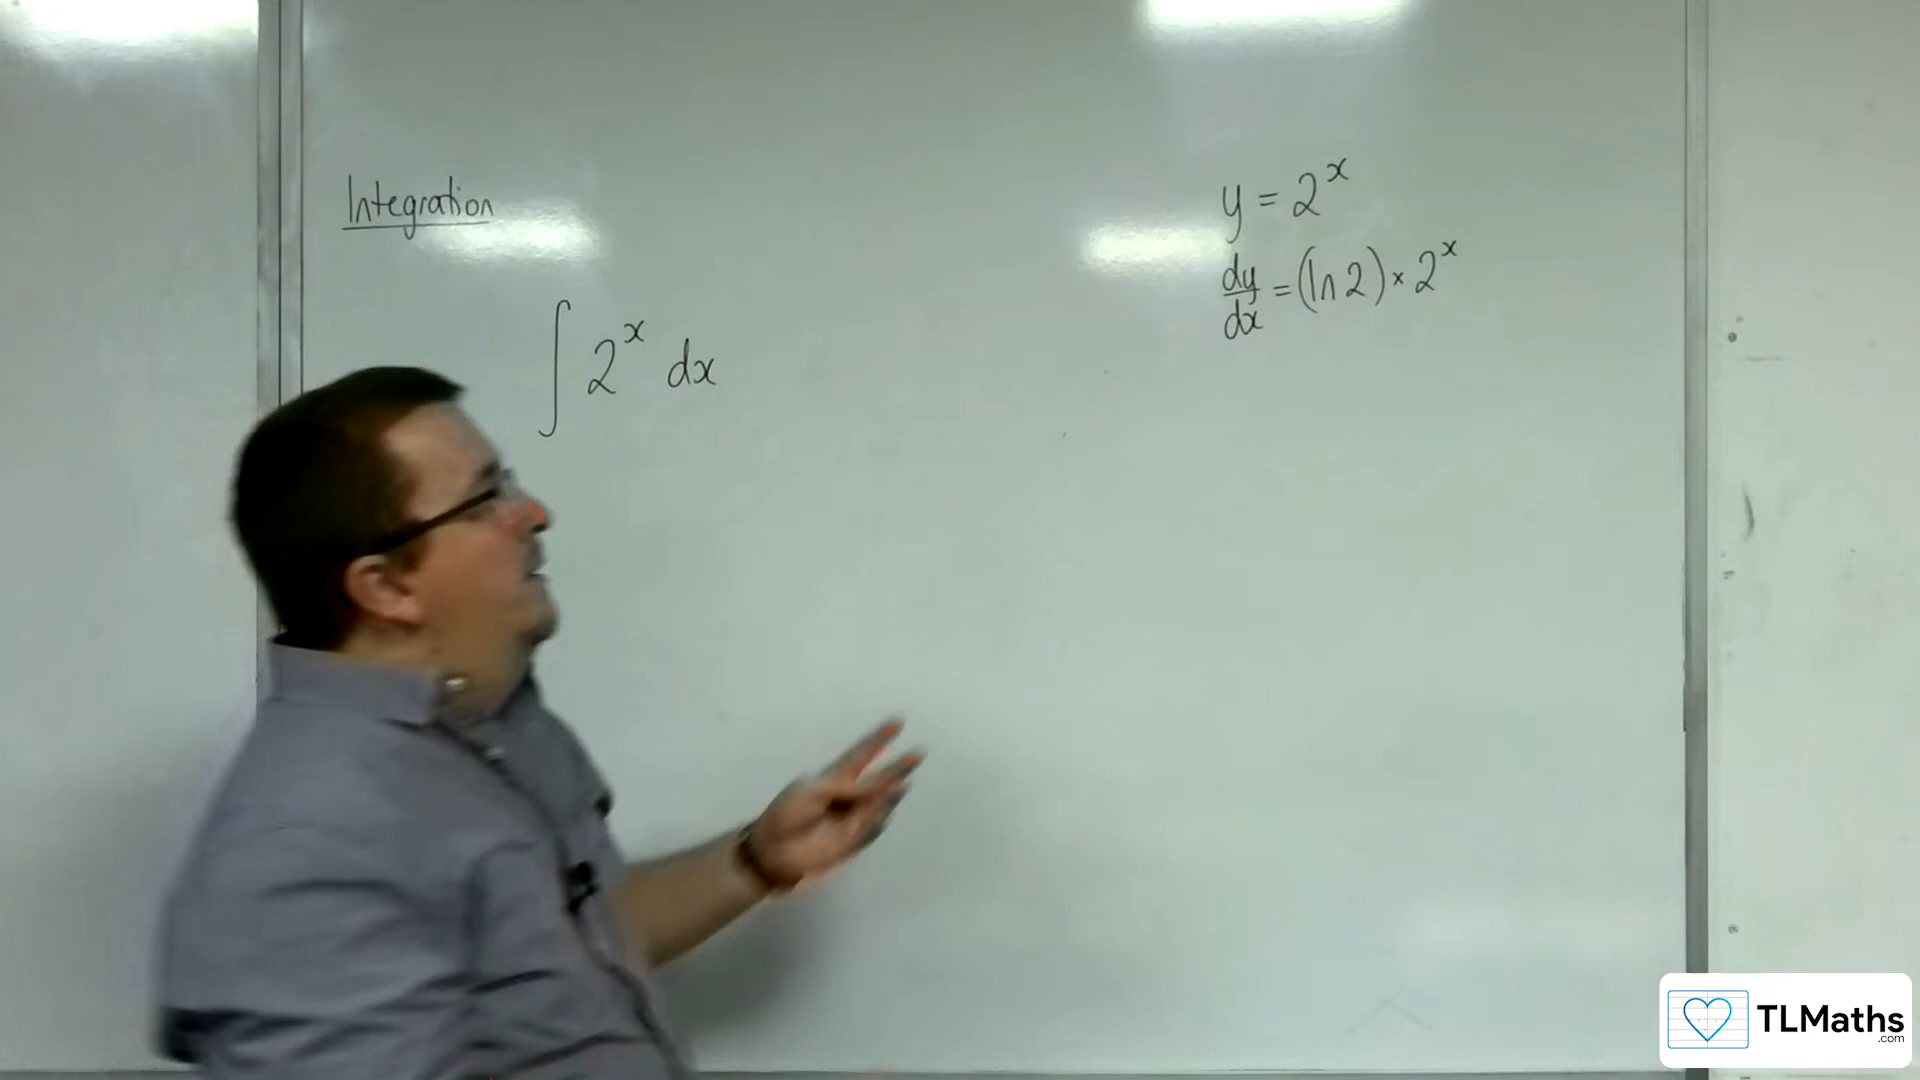 Integration
∫ 2^x dx
y = 2^x
dy/dx = (ln 2) × 2^x
TLMaths
.com